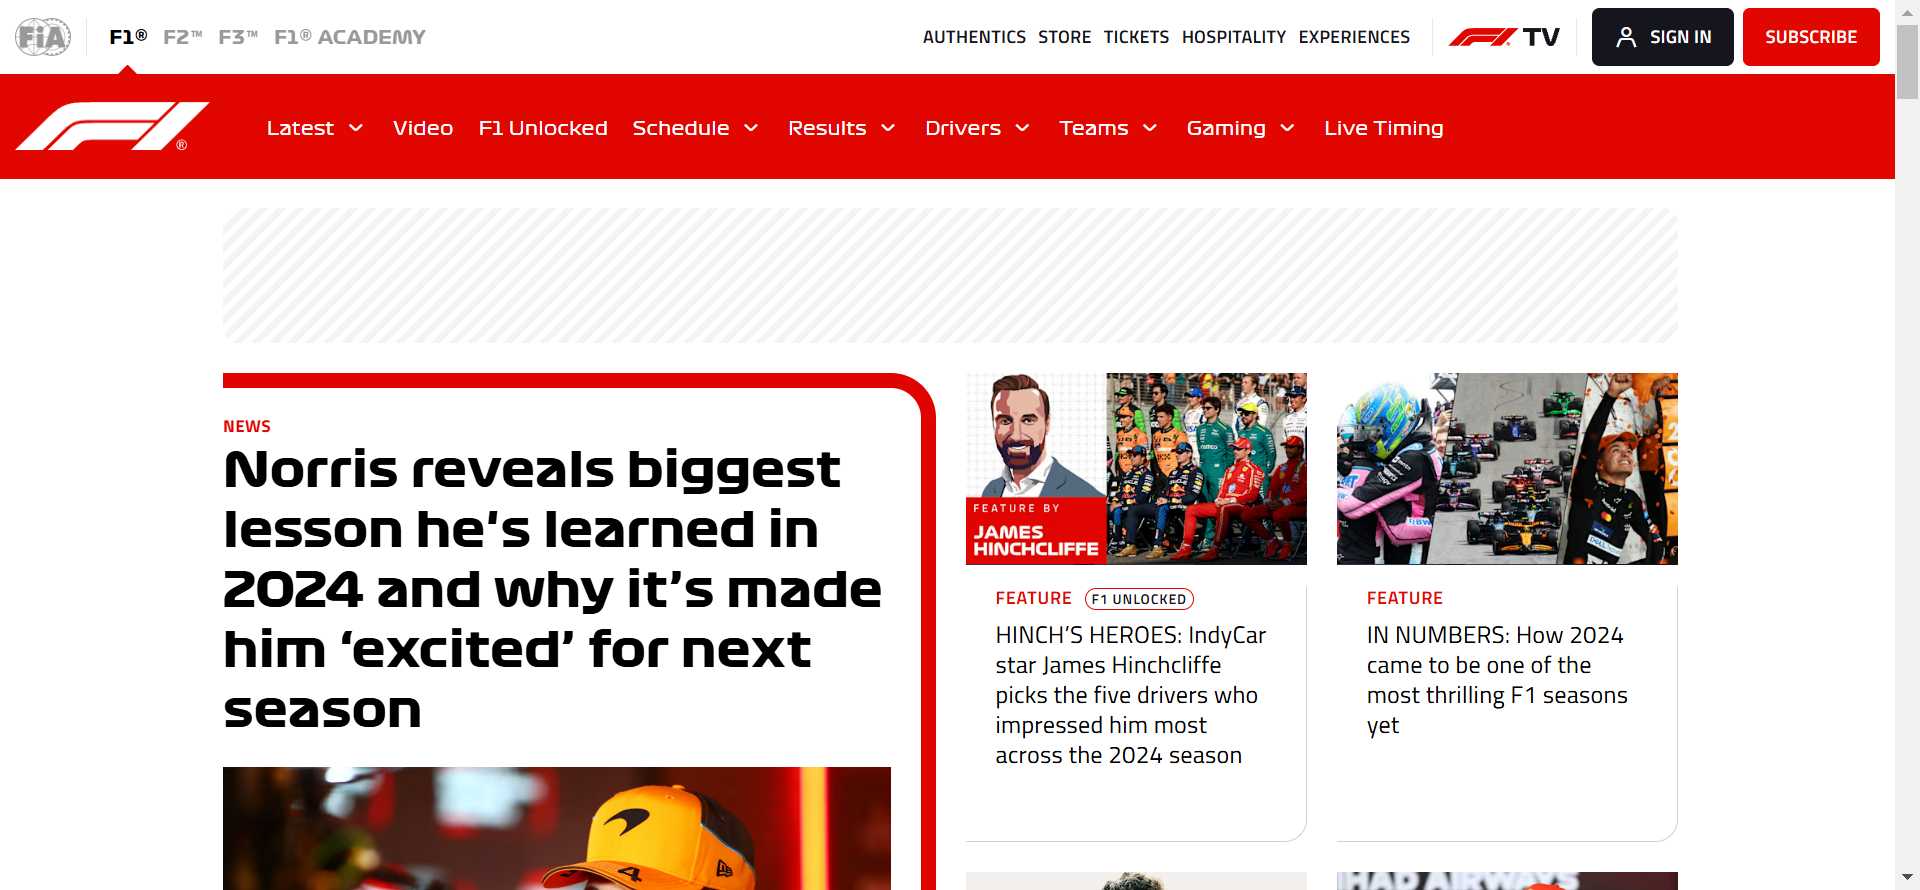 FIA
F1® F2™ F3™ F1® ACADEMY
AUTHENTICS STORE TICKETS HOSPITALITY EXPERIENCES
F1 TV
SIGN IN
SUBSCRIBE
F1®
Latest Video F1 Unlocked Schedule Results Drivers Teams Gaming Live Timing
NEWS
Norris reveals biggest
lesson he’s learned in
2024 and why it’s made
him ‘excited’ for next
season
4
FEATURE BY
JAMES
HINCHCLIFFE
FEATURE F1 UNLOCKED
HINCH’S HEROES: IndyCar
star James Hinchcliffe
picks the five drivers who
impressed him most
across the 2024 season
FEATURE
IN NUMBERS: How 2024
came to be one of the
most thrilling F1 seasons
yet